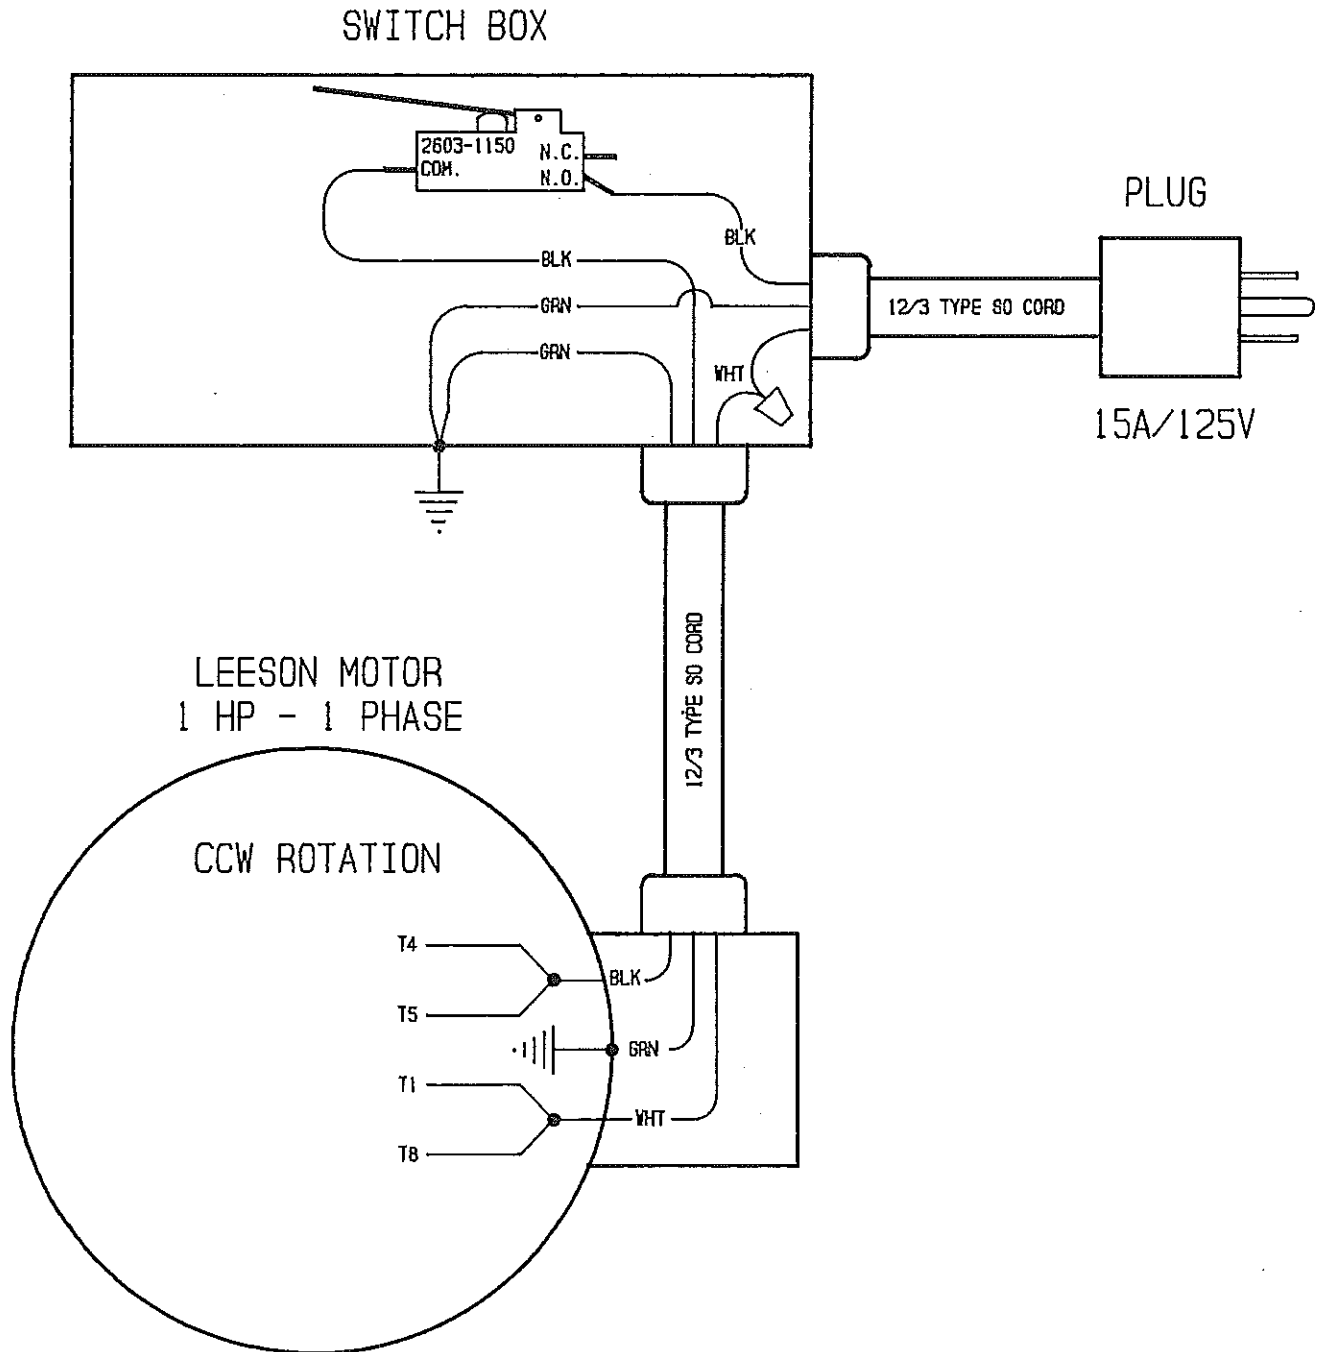 SWITCH BOX
2603-1150
COM.
N.C.
N.O.
BLK
BLK
GRN
GRN
WHT
12/3 TYPE SO CORD
PLUG
15A/125V
12/3 TYPE SO CORD
LEESON MOTOR
1 HP - 1 PHASE
CCW ROTATION
T4
BLK
T5
GRN
T1
WHT
T8